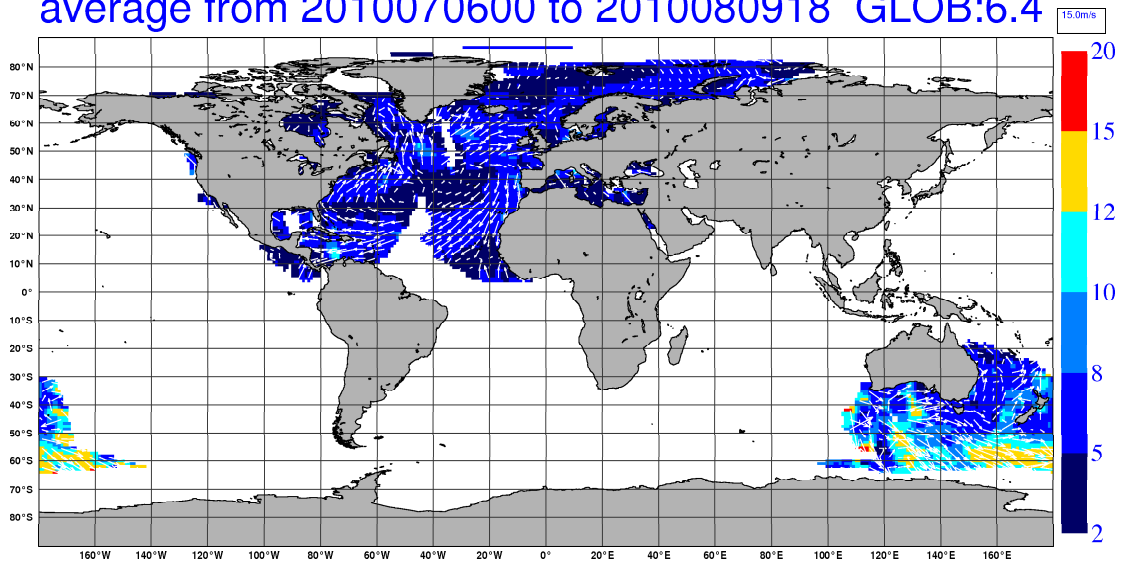 average from 2010070600 to 2010080918 GLOB:6.4
15.0m/s
20
15
12
10
8
5
2
80°N
70°N
60°N
50°N
40°N
30°N
20°N
10°N
0°
10°S
20°S
30°S
40°S
50°S
60°S
70°S
80°S
160°W 140°W 120°W 100°W 80°W 60°W 40°W 20°W 0° 20°E 40°E 60°E 80°E 100°E 120°E 140°E 160°E